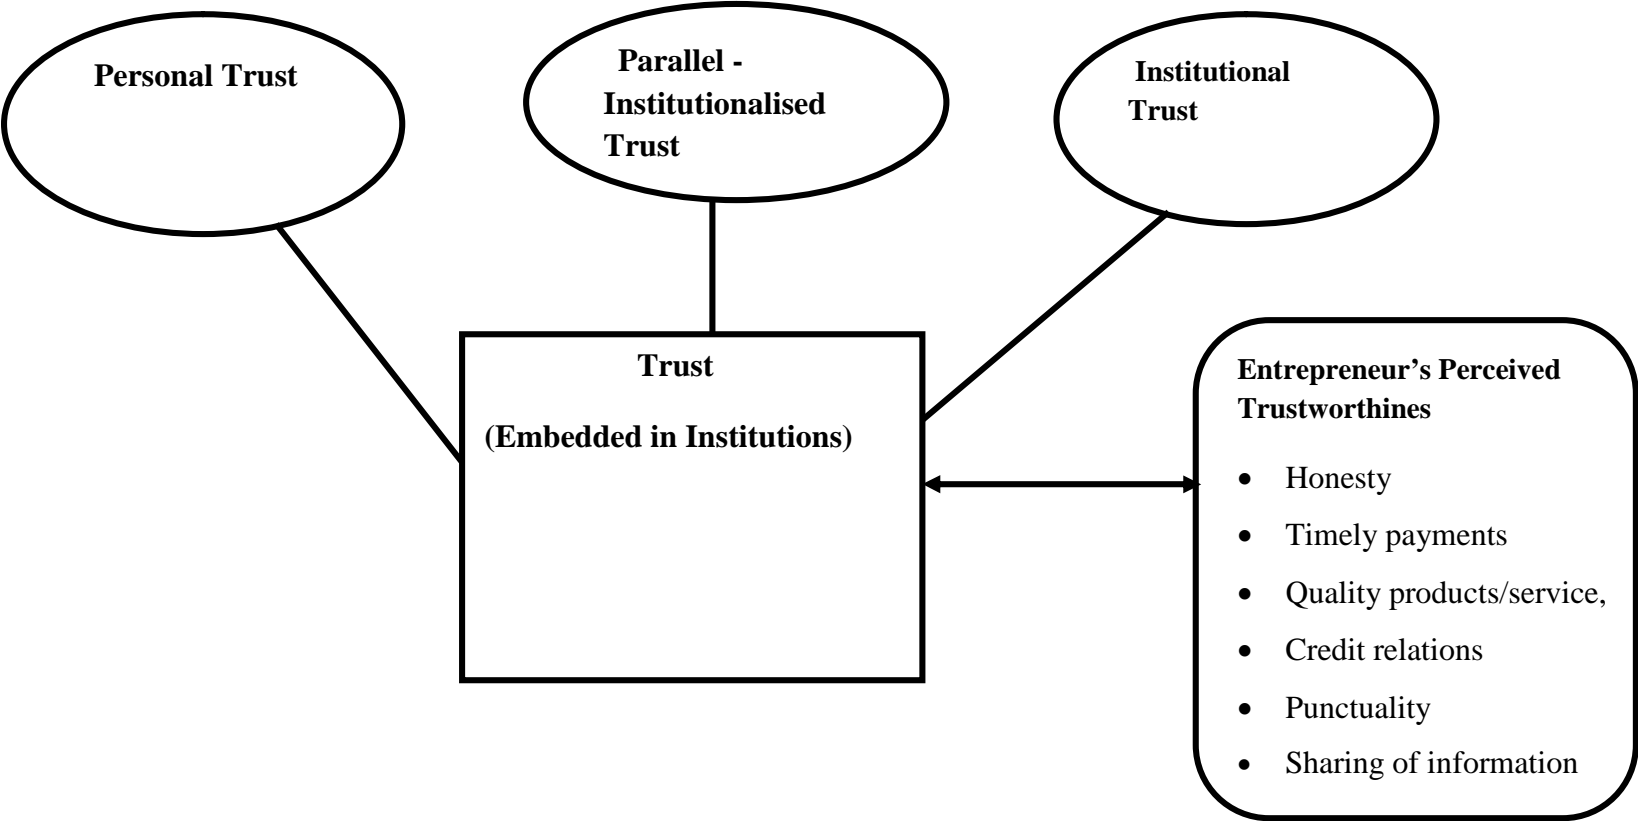 Personal Trust
Parallel -
Institutionalised
Trust
Institutional
Trust
Trust
(Embedded in Institutions)
Entrepreneur’s Perceived
Trustworthines
• Honesty
• Timely payments
• Quality products/service,
• Credit relations
• Punctuality
• Sharing of information